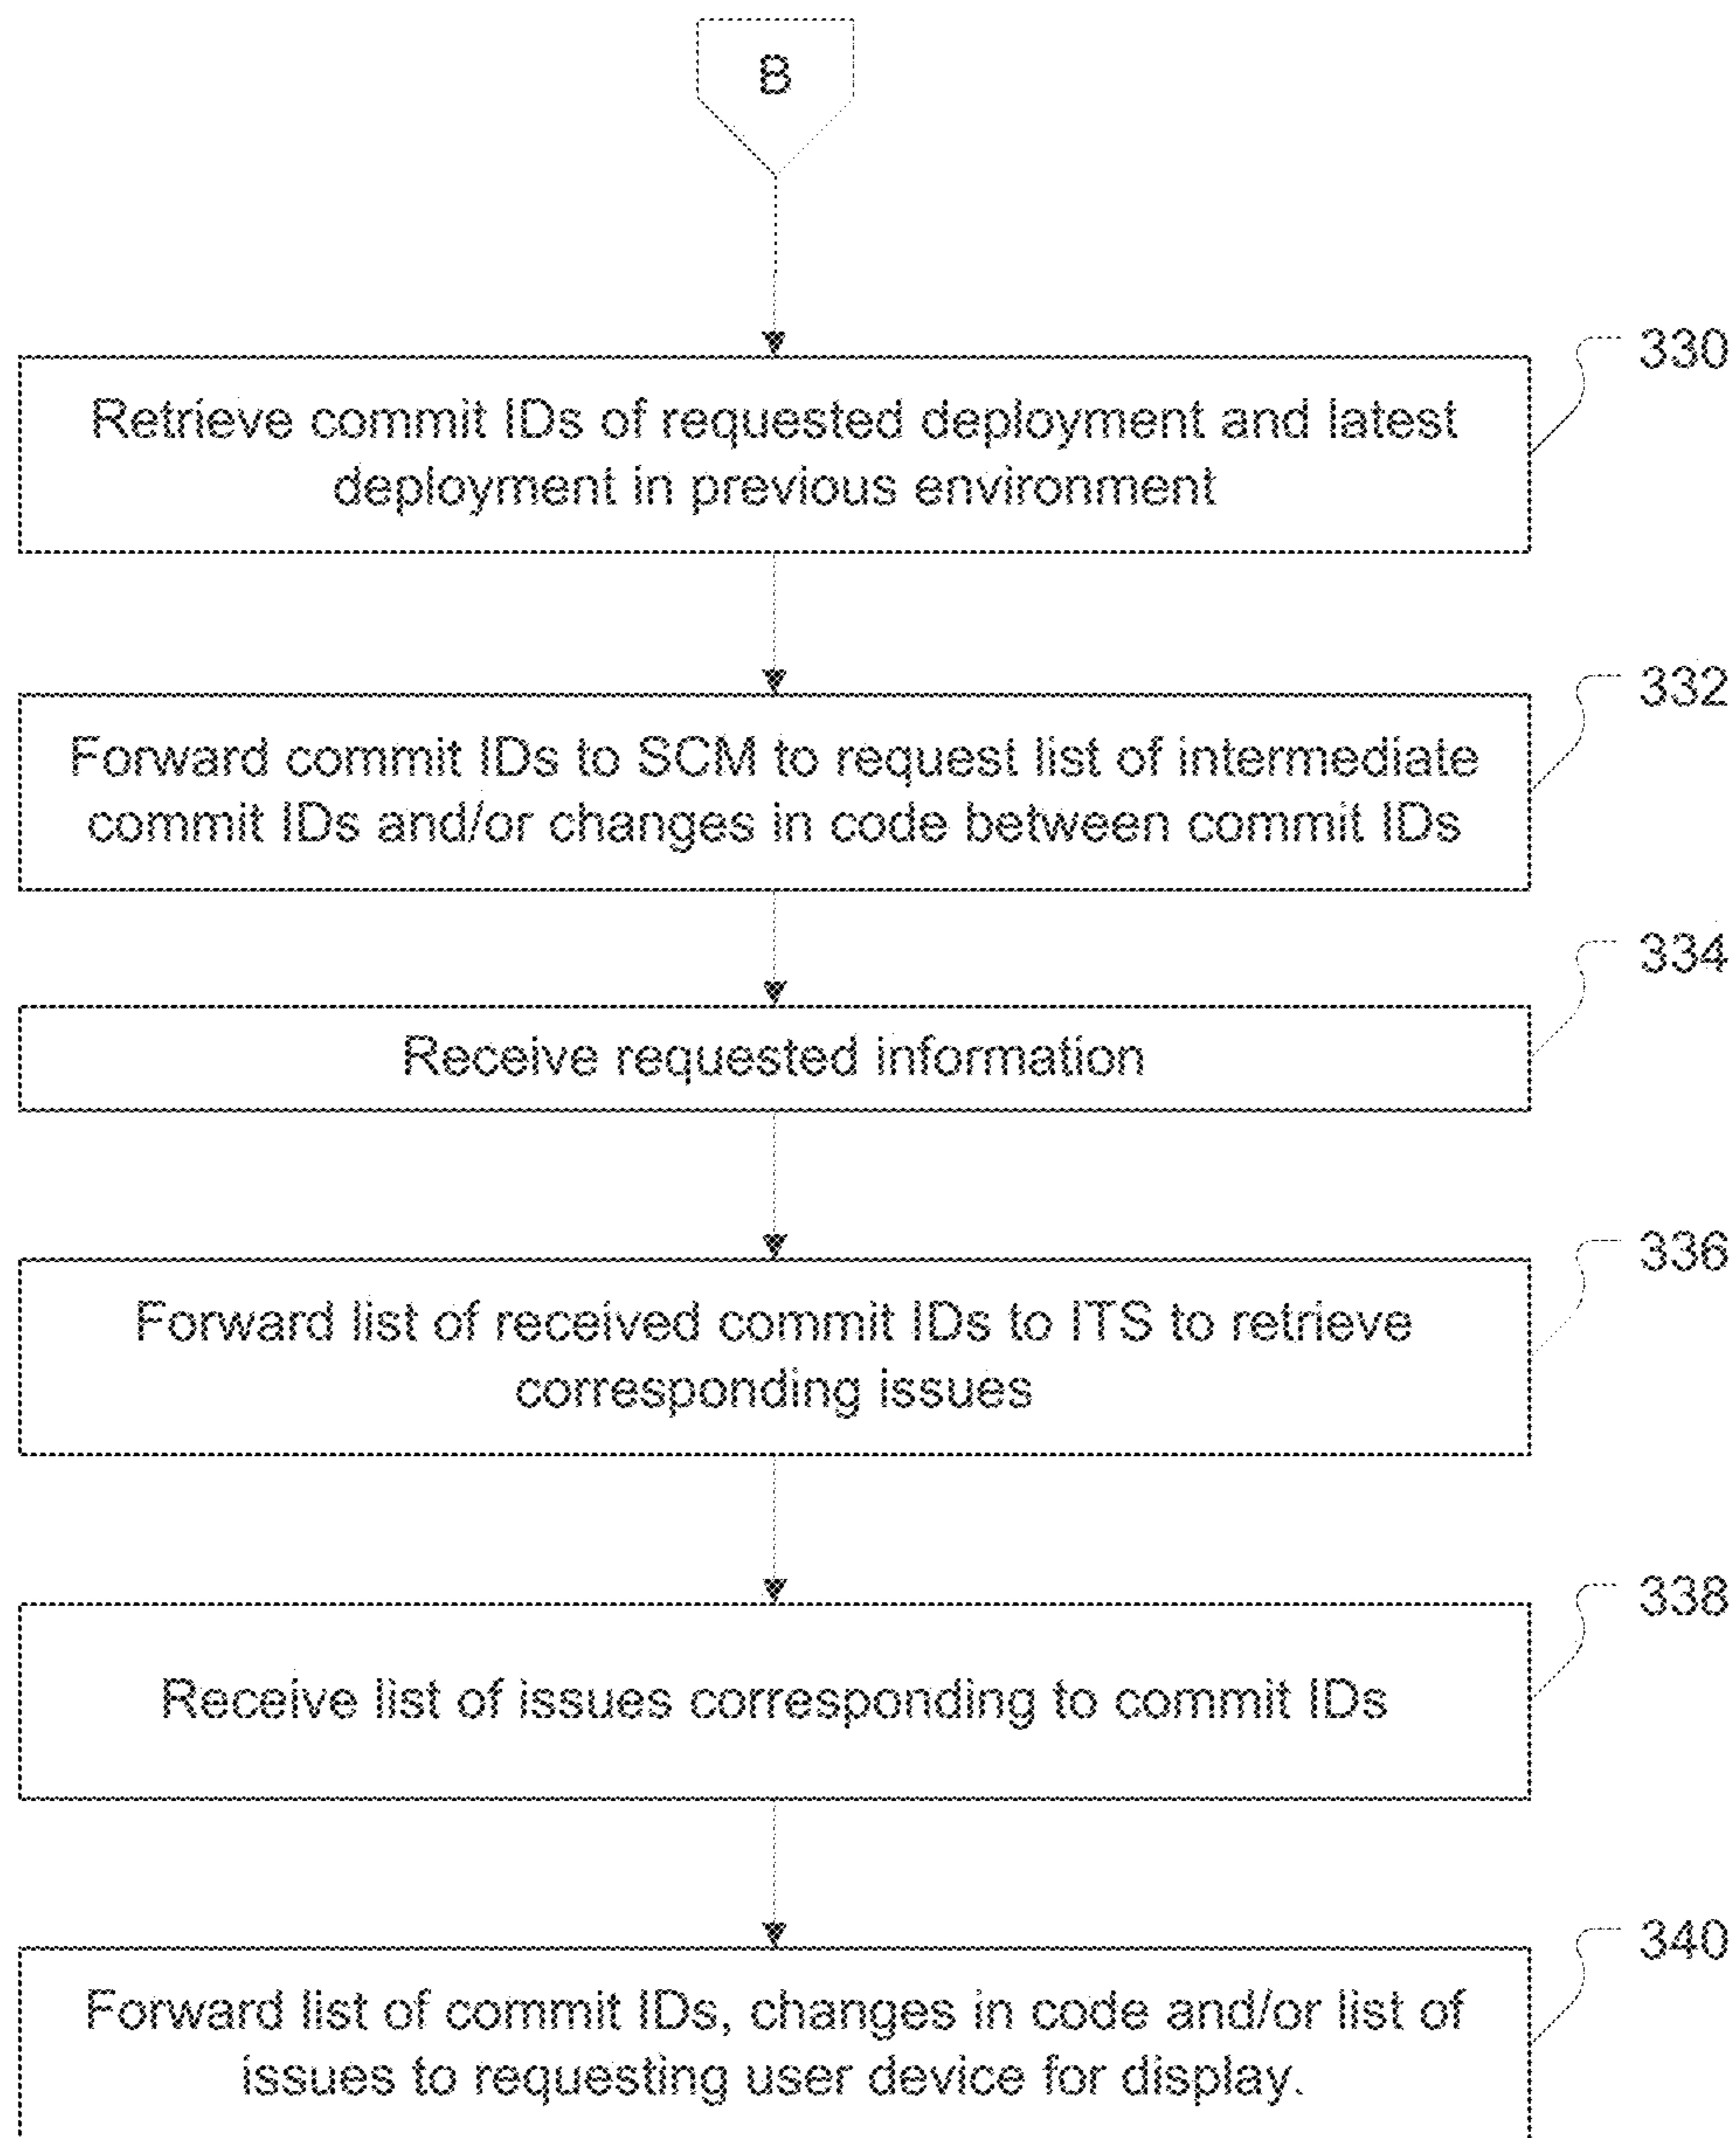 B
330
Retrieve commit IDs of requested deployment and latest
deployment in previous environment
332
Forward commit IDs to SCM to request list of intermediate
commit IDs and/or changes in code between commit IDs
334
Receive requested information
336
Forward list of received commit IDs to ITS to retrieve
corresponding issues
338
Receive list of issues corresponding to commit IDs
340
Forward list of commit IDs, changes in code and/or list of
issues to requesting user device for display.